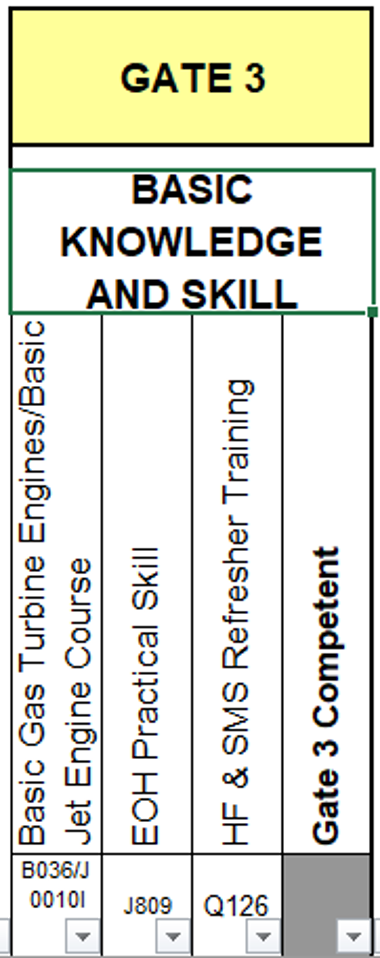 GATE 3
BASIC
KNOWLEDGE
AND SKILL
Basic Gas Turbine Engines/Basic
Jet Engine Course
EOH Practical Skill
HF & SMS Refresher Training
Gate 3 Competent
B036/J
0010I
J809
Q126